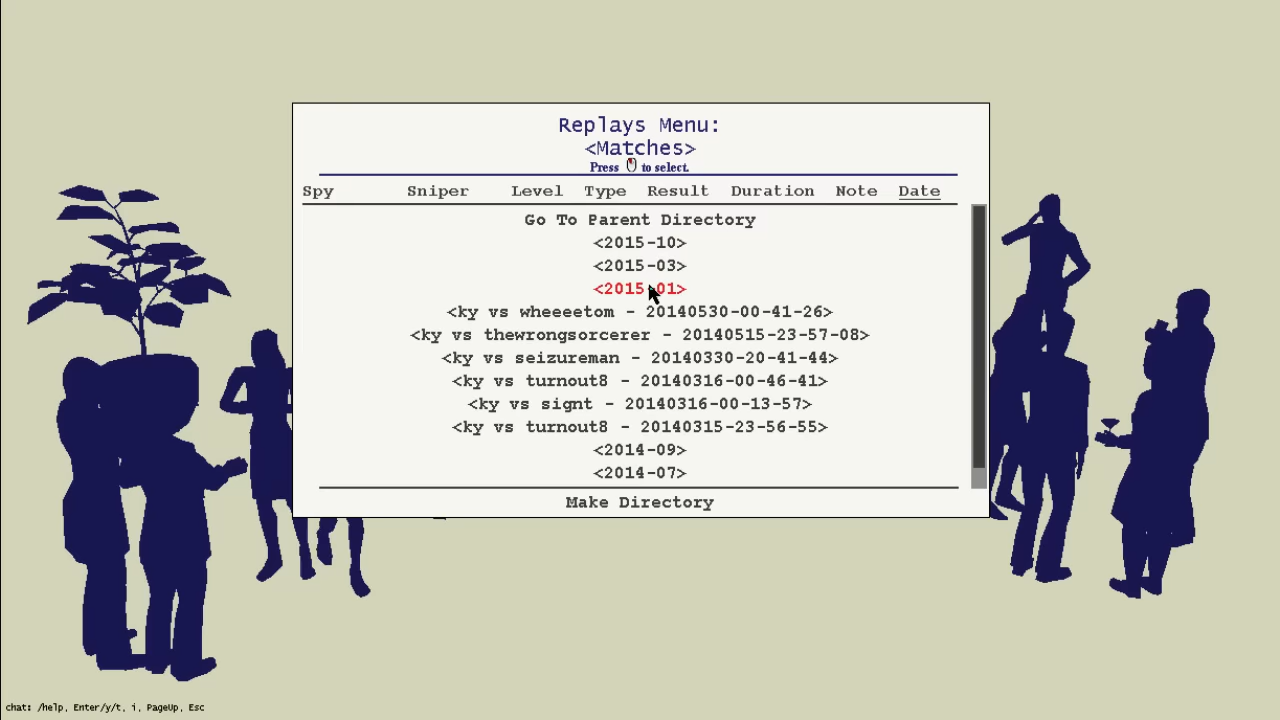 Replays Menu:
<Matches>
Press to select.
Spy Sniper Level Type Result Duration Note Date
Go To Parent Directory
<2015-10>
<2015-03>
<2015-01>
<ky vs wheeeetom - 20140530-00-41-26>
<ky vs thewrongsorcerer - 20140515-23-57-08>
<ky vs seizureman - 20140330-20-41-44>
<ky vs turnout8 - 20140316-00-46-41>
<ky vs signt - 20140316-00-13-57>
<ky vs turnout8 - 20140315-23-56-55>
<2014-09>
<2014-07>
Make Directory
chat: /help, Enter/y/t, i, PageUp, Esc